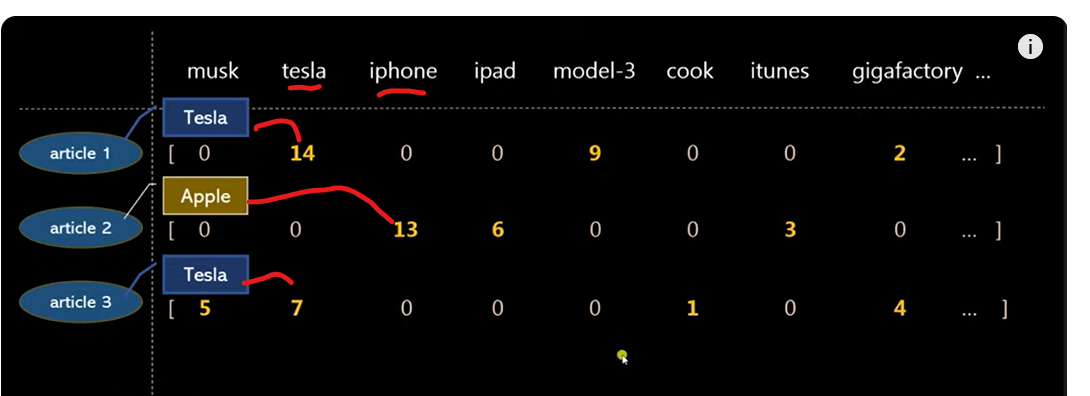 i
musk tesla iphone ipad model-3 cook itunes gigafactory ...
Tesla
article 1 [ 0 14 0 0 9 0 0 2 ... ]
Apple
article 2 [ 0 0 13 6 0 0 3 0 ... ]
Tesla
article 3 [ 5 7 0 0 0 1 0 4 ... ]